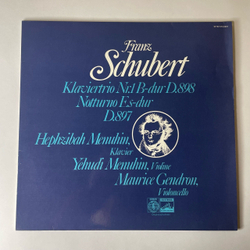 Franz
Schubert
Klaviertrio Nr.1 B-dur D.898
Notturno Es-dur
D.897
Hephzibah Menuhin,
Klavier
Yehudi Menuhin, Violine
Maurice Gendron,
Violoncello